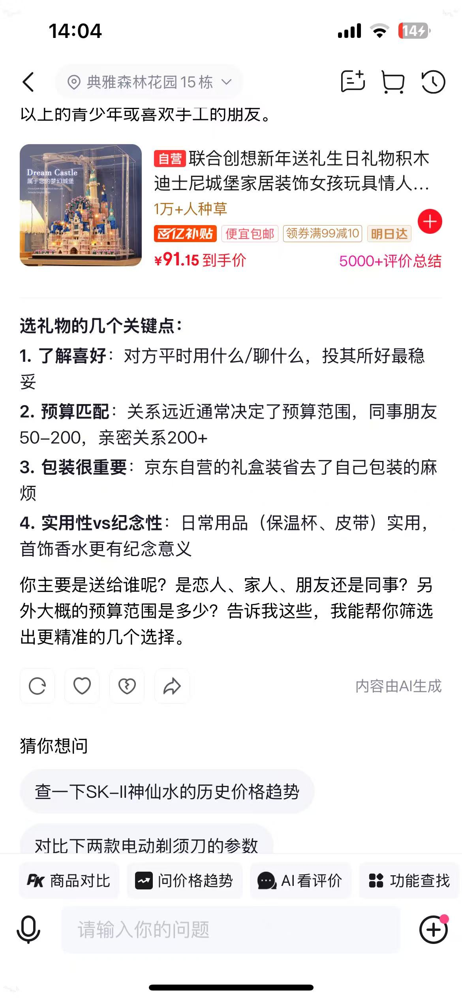 14:04
14
典雅森林花园15栋
以上的青少年或喜欢手工的朋友。
Dream Castle
属于您的梦幻城堡
自营 联合创想新年送礼生日礼物积木
迪士尼城堡家居装饰女孩玩具情人...
1万+人种草
百亿补贴 便宜包邮 领券满99减10 明日达
¥91.15 到手价
5000+评价总结
选礼物的几个关键点：
1. 了解喜好：对方平时用什么/聊什么，投其所好最稳
妥
2. 预算匹配：关系远近通常决定了预算范围，同事朋友
50–200，亲密关系200+
3. 包装很重要：京东自营的礼盒装省去了自己包装的麻
烦
4. 实用性vs纪念性：日常用品（保温杯、皮带）实用，
首饰香水更有纪念意义
你主要是送给谁呢？是恋人、家人、朋友还是同事？另
外大概的预算范围是多少？告诉我这些，我能帮你筛选
出更精准的几个选择。
内容由AI生成
猜你想问
查一下SK–II神仙水的历史价格趋势
对比下两款电动剃须刀的参数
PK 商品对比
问价格趋势
AI看评价
功能查找
请输入你的问题